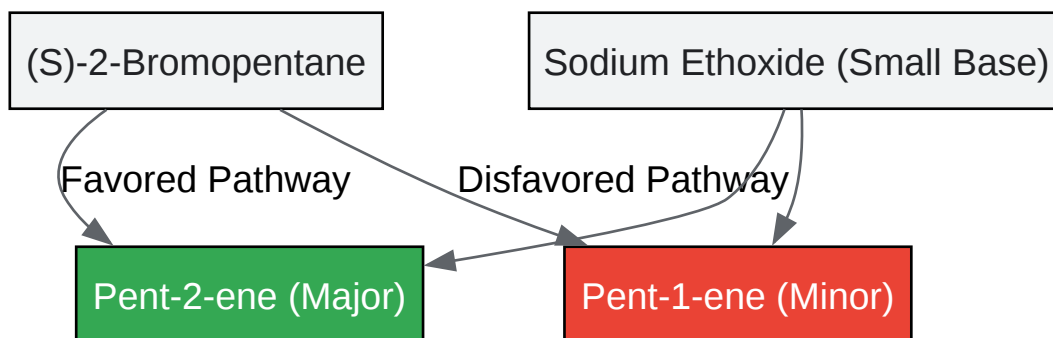 (S)-2-Bromopentane
Sodium Ethoxide (Small Base)
Favored Pathway
Disfavored Pathway
Pent-2-ene (Major)
Pent-1-ene (Minor)